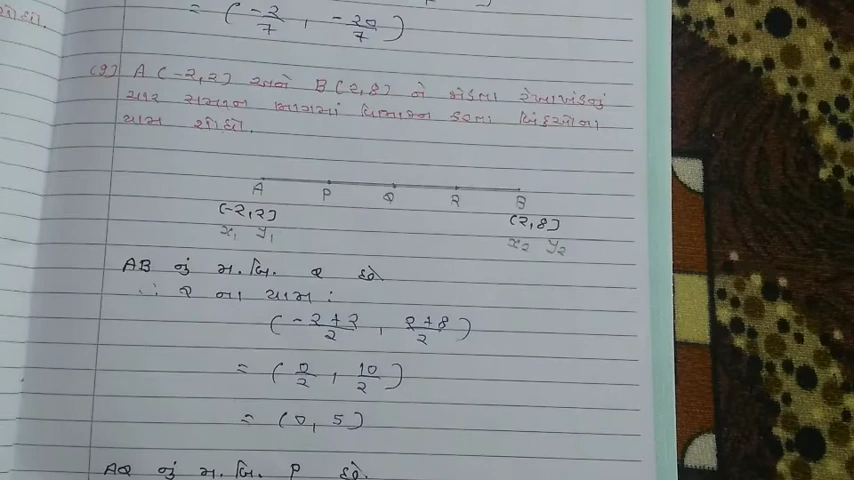 શોધો.
= ( -2/7 , -20/7 )
(9) A (-2,2) અને B(2,8) ને જોડતા રેખાખંડનું
ચાર સમાન ભાગમાં વિભાજન કરતા બિંદુઓના
યામ શોધો.
A P Q R B
(-2,2) (2,8)
x₁ y₁ x₂ y₂
AB નું મ.બિ. Q છે
∴ Q ના યામ :
( -2+2/2 , 2+8/2 )
= ( 0/2 , 10/2 )
= (0, 5)
AQ નું મ.બિ. P છે.